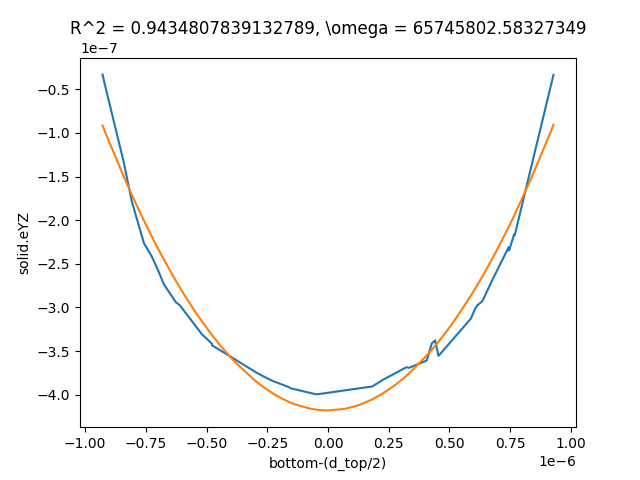 R^2 = 0.9434807839132789, \omega = 65745802.58327349
1e−7
−0.5
−1.0
−1.5
−2.0
−2.5
−3.0
−3.5
−4.0
solid.eYZ
−1.00 −0.75 −0.50 −0.25 0.00 0.25 0.50 0.75 1.00
bottom-(d_top/2)
1e−6